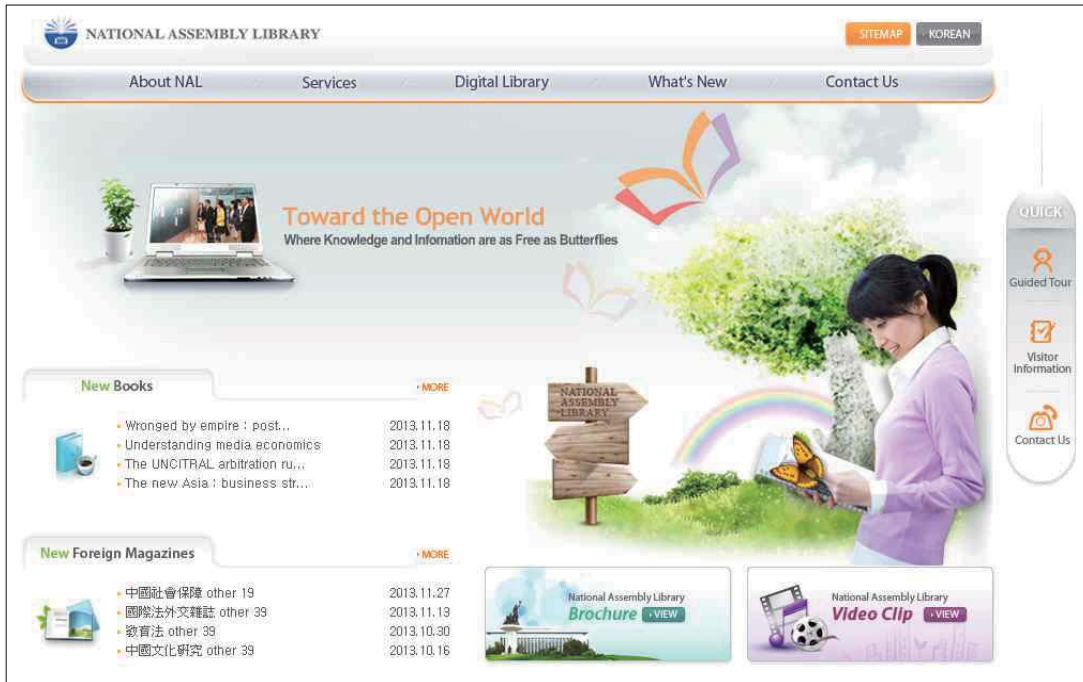 NATIONAL ASSEMBLY LIBRARY
SITEMAP
KOREAN
About NAL
Services
Digital Library
What's New
Contact Us
Toward the Open World
Where Knowledge and Infomation are as Free as Butterflies
QUICK
Guided Tour
Visitor
Information
Contact Us
New Books
MORE
Wronged by empire : post... 2013.11.18
Understanding media economics 2013.11.18
The UNCITRAL arbitration ru... 2013.11.18
The new Asia : business str... 2013.11.18
NATIONAL
ASSEMBLY
LIBRARY
New Foreign Magazines
MORE
中國社會保障 other 19 2013.11.27
國際法外交雜誌 other 39 2013.11.13
敎育法 other 39 2013.10.30
中國文化硏究 other 39 2013.10.16
National Assembly Library
Brochure VIEW
National Assembly Library
Video Clip VIEW